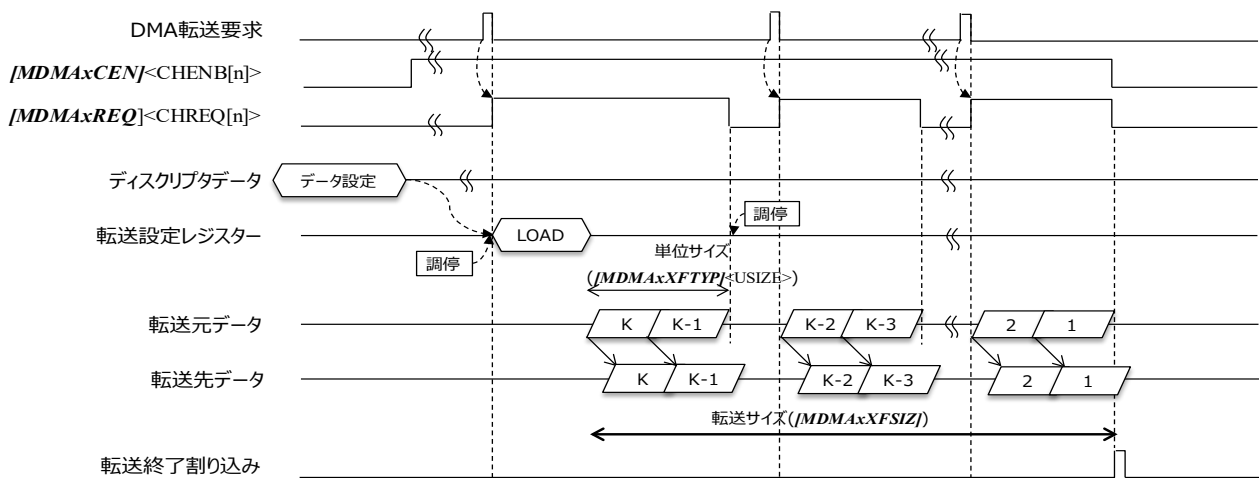 DMA転送要求
[MDMAxCEN]<CHENB[n]>
[MDMAxREQ]<CHREQ[n]>
ディスクリプタデータ
データ設定
調停
転送設定レジスター
LOAD
調停
単位サイズ
([MDMAxXFTYP]<USIZE>)
転送元データ
K
K-1
K-2
K-3
2
1
転送先データ
K
K-1
K-2
K-3
2
1
転送サイズ([MDMAxXFSIZ])
転送終了割り込み